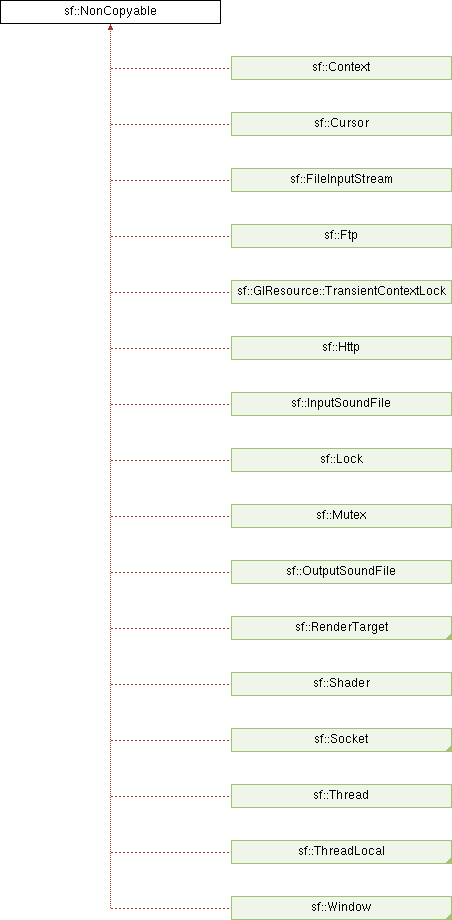 sf::NonCopyable
sf::Context
sf::Cursor
sf::FileInputStream
sf::Ftp
sf::GlResource::TransientContextLock
sf::Http
sf::InputSoundFile
sf::Lock
sf::Mutex
sf::OutputSoundFile
sf::RenderTarget
sf::Shader
sf::Socket
sf::Thread
sf::ThreadLocal
sf::Window